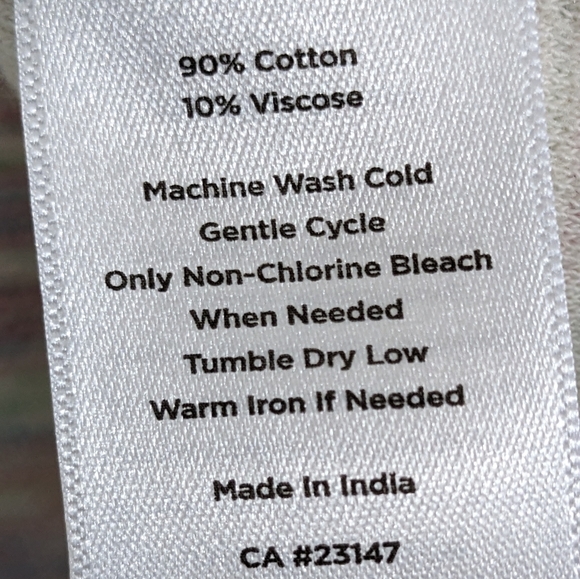 90% Cotton
10% Viscose
Machine Wash Cold
Gentle Cycle
Only Non-Chlorine Bleach
When Needed
Tumble Dry Low
Warm Iron If Needed
Made In India
CA #23147